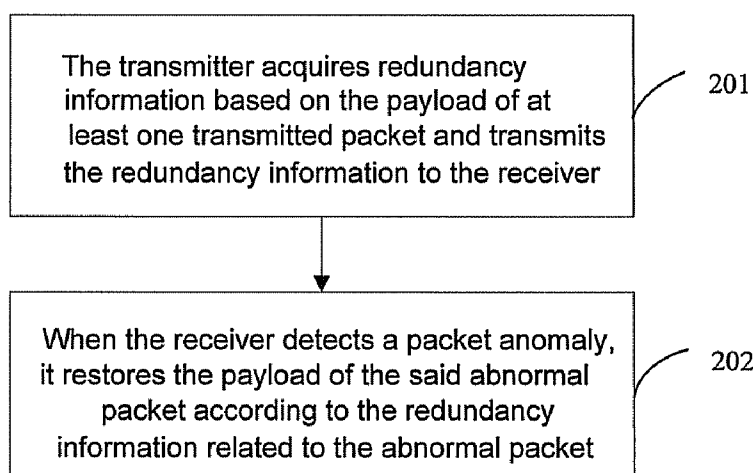 The transmitter acquires redundancy
information based on the payload of at
least one transmitted packet and transmits
the redundancy information to the receiver
201
When the receiver detects a packet anomaly,
it restores the payload of the said abnormal
packet according to the redundancy
information related to the abnormal packet
202